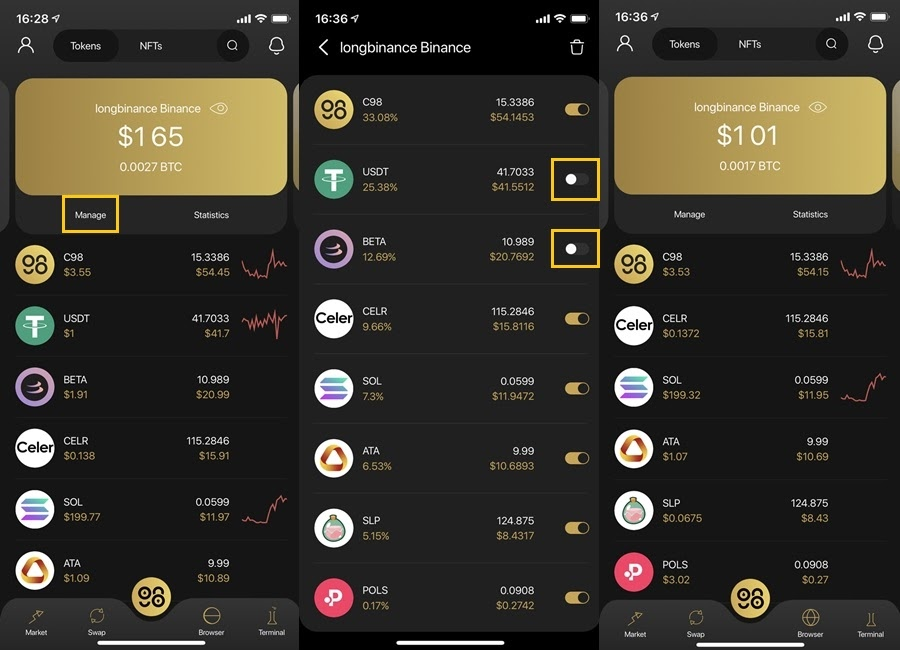 16:28
Tokens
NFTs
longbinance Binance
$165
0.0027 BTC
Manage
Statistics
C98
15.3386
$3.55
$54.45
USDT
41.7033
$1
$41.7
BETA
10.989
$1.91
$20.99
Celer
CELR
115.2846
$0.138
$15.91
SOL
0.0599
$199.77
$11.97
ATA
9.99
$1.09
$10.89
Market
Swap
Browser
Terminal
16:36
longbinance Binance
C98
15.3386
33.08%
$54.1453
USDT
41.7033
25.38%
$41.5512
BETA
10.989
12.69%
$20.7692
Celer
CELR
115.2846
9.66%
$15.8116
SOL
0.0599
7.3%
$11.9472
ATA
9.99
6.53%
$10.6893
SLP
124.875
5.15%
$8.4317
POLS
0.0908
0.17%
$0.2742
16:36
Tokens
NFTs
longbinance Binance
$101
0.0017 BTC
Manage
Statistics
C98
15.3386
$3.53
$54.15
Celer
CELR
115.2846
$0.1372
$15.81
SOL
0.0599
$199.32
$11.95
ATA
9.99
$1.07
$10.69
SLP
124.875
$0.0675
$8.43
POLS
0.0908
$3.02
$0.27
Market
Swap
Browser
Terminal